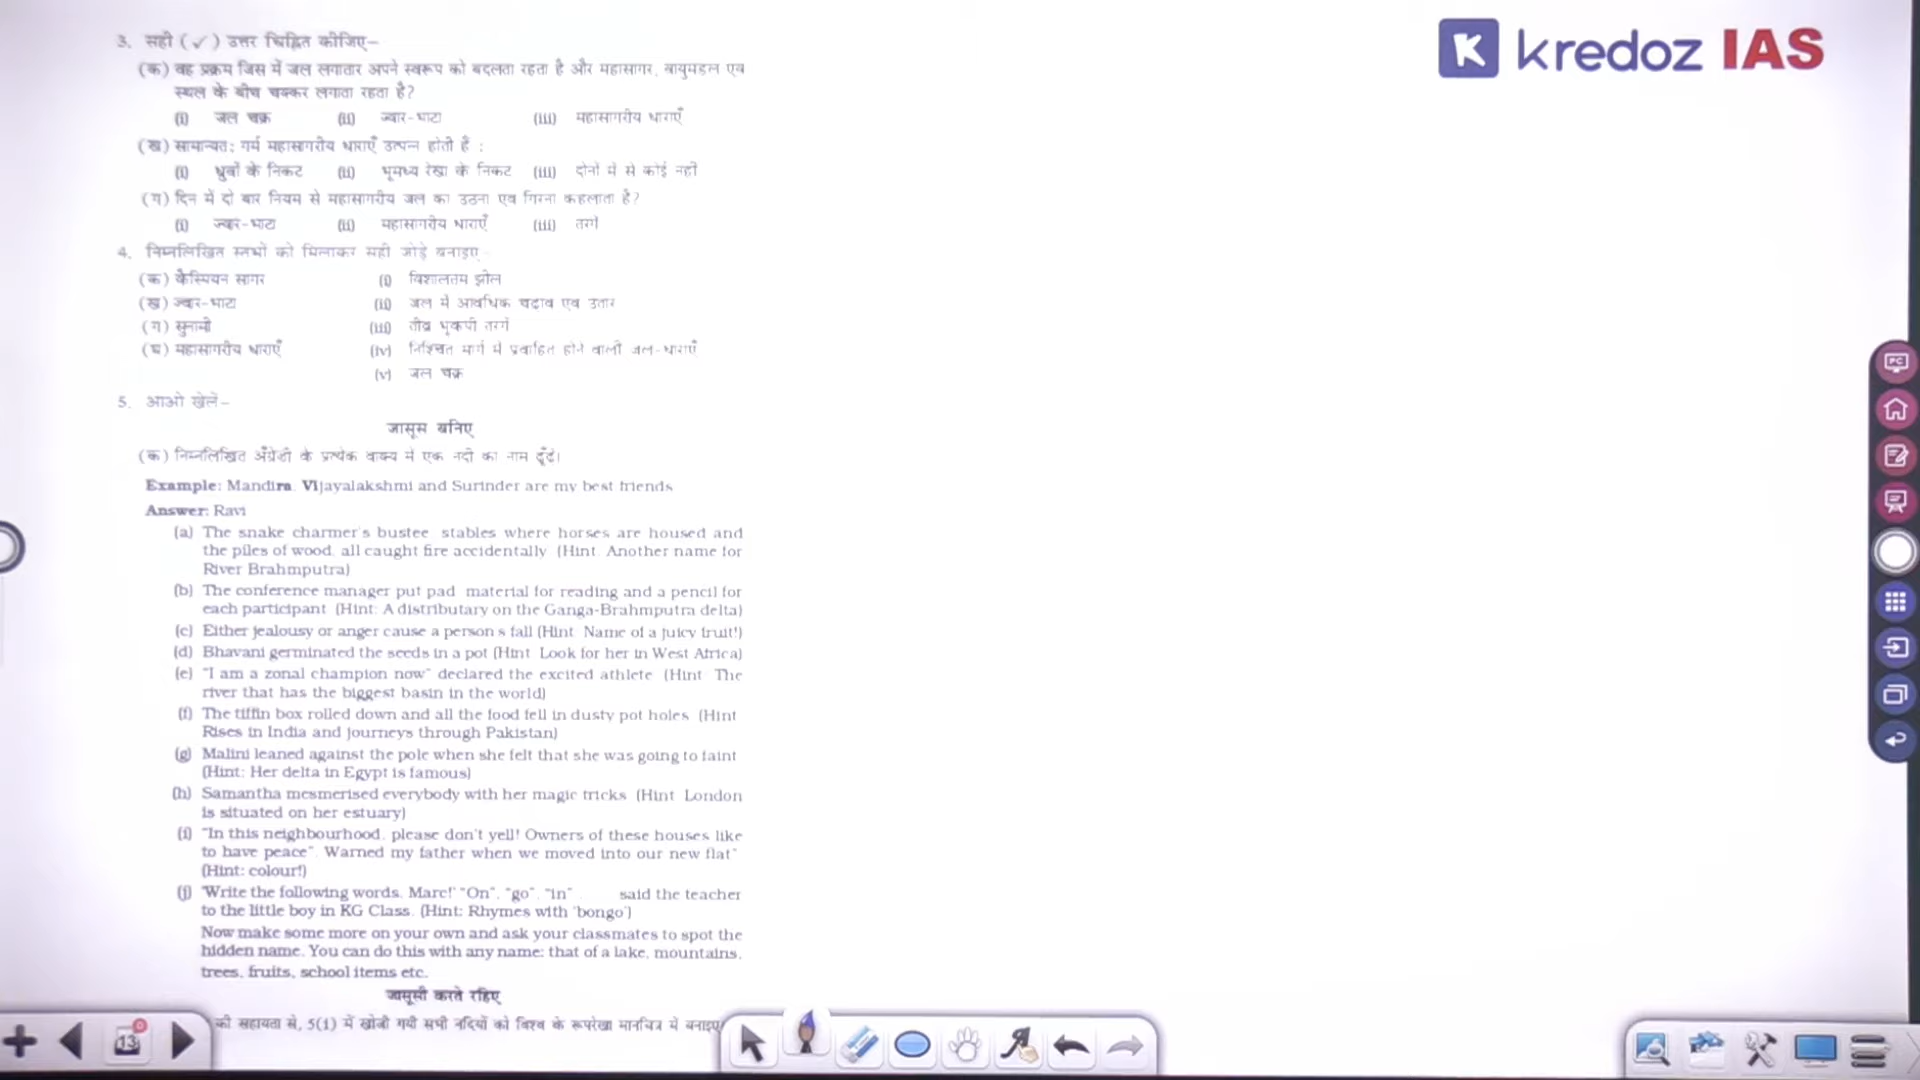 kredoz IAS
3. सही (✓) उत्तर चिह्नित कीजिए–
(क) वह प्रक्रम जिस में जल लगातार अपने स्वरूप को बदलता रहता है और महासागर, वायुमंडल एवं
स्थल के बीच चक्कर लगाता रहता है?
(i) जल चक्र (ii) ज्वार-भाटा (iii) महासागरीय धाराएँ
(ख) सामान्यत: गर्म महासागरीय धाराएँ उत्पन्न होती हैं :
(i) ध्रुवों के निकट (ii) भूमध्य रेखा के निकट (iii) दोनों में से कोई नहीं
(ग) दिन में दो बार नियम से महासागरीय जल का उठना एवं गिरना कहलाता है?
(i) ज्वार-भाटा (ii) महासागरीय धाराएँ (iii) तरंगें
4. निम्नलिखित स्तंभों को मिलाकर सही जोड़े बनाइए–
(क) कैस्पियन सागर (i) विशालतम झील
(ख) ज्वार-भाटा (ii) जल में आवधिक चढ़ाव एवं उतार
(ग) सुनामी (iii) तीव्र भूकंपी तरंगें
(घ) महासागरीय धाराएँ (iv) निश्चित मार्ग में प्रवाहित होने वाली जल-धाराएँ
(v) जल चक्र
5. आओ खेलें–
जासूस बनिए
(क) निम्नलिखित अँग्रेज़ी के प्रत्येक वाक्य में एक नदी का नाम ढूँढ़ें।
Example: Mandira, Vijayalakshmi and Surinder are my best friends
Answer: Ravi
(a) The snake charmer's bustee, stables where horses are housed and
the piles of wood, all caught fire accidentally (Hint: Another name for
River Brahmputra)
(b) The conference manager put pad, material for reading and a pencil for
each participant (Hint: A distributary on the Ganga-Brahmputra delta)
(c) Either jealousy or anger cause a person's fall (Hint: Name of a juicy fruit!)
(d) Bhavani germinated the seeds in a pot (Hint: Look for her in West Africa)
(e) "I am a zonal champion now" declared the excited athlete (Hint: The
river that has the biggest basin in the world)
(f) The tiffin box rolled down and all the food fell in dusty pot holes (Hint:
Rises in India and journeys through Pakistan)
(g) Malini leaned against the pole when she felt that she was going to faint
(Hint: Her delta in Egypt is famous)
(h) Samantha mesmerised everybody with her magic tricks (Hint: London
is situated on her estuary)
(i) "In this neighbourhood, please don't yell! Owners of these houses like
to have peace". Warned my father when we moved into our new flat"
(Hint: colour!)
(j) 'Write the following words, Marc!' "On", "go", "in" said the teacher
to the little boy in KG Class. (Hint: Rhymes with 'bongo')
Now make some more on your own and ask your classmates to spot the
hidden name. You can do this with any name: that of a lake, mountains,
trees, fruits, school items etc.
जासूसी करते रहिए
की सहायता से, 5(i) में खोजी गयी सभी नदियों को विश्व के रूपरेखा मानचित्र में बनाइए
13
0
PC